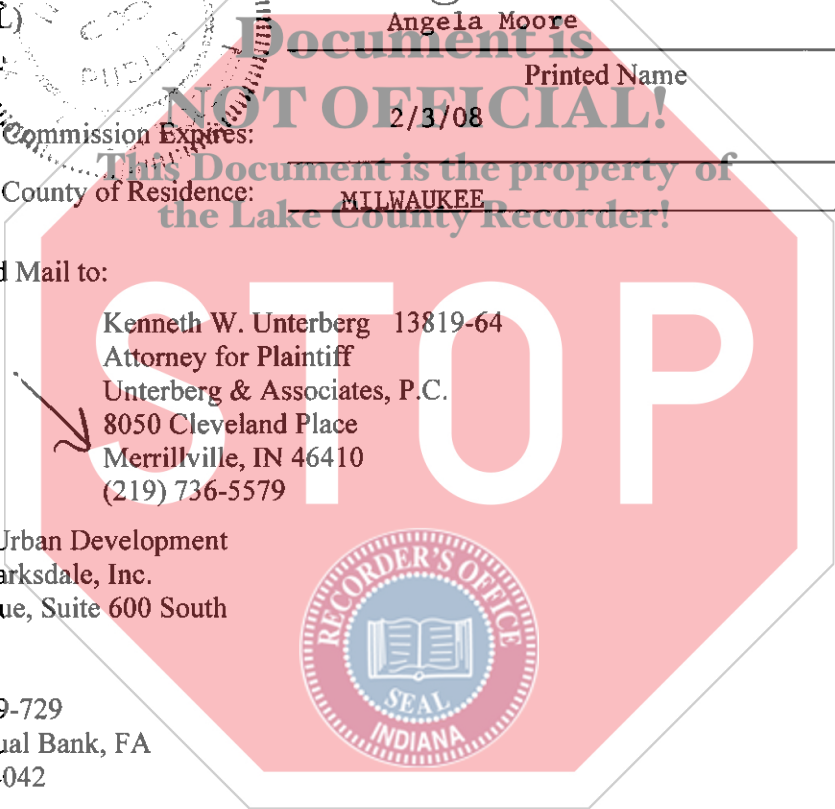 L)
Angela Moore
Document is
Printed Name
NOT OFFICIAL!
Commission Expires: 2/3/08
This Document is the property of
County of Residence: MILWAUKEE
the Lake County Recorder!
d Mail to:
Kenneth W. Unterberg 13819-64
Attorney for Plaintiff
Unterberg & Associates, P.C.
8050 Cleveland Place
Merrillville, IN 46410
(219) 736-5579
STOP
Urban Development
arksdale, Inc.
ue, Suite 600 South
RECORDER'S OFFICE
SEAL
INDIANA
9-729
ual Bank, FA
042